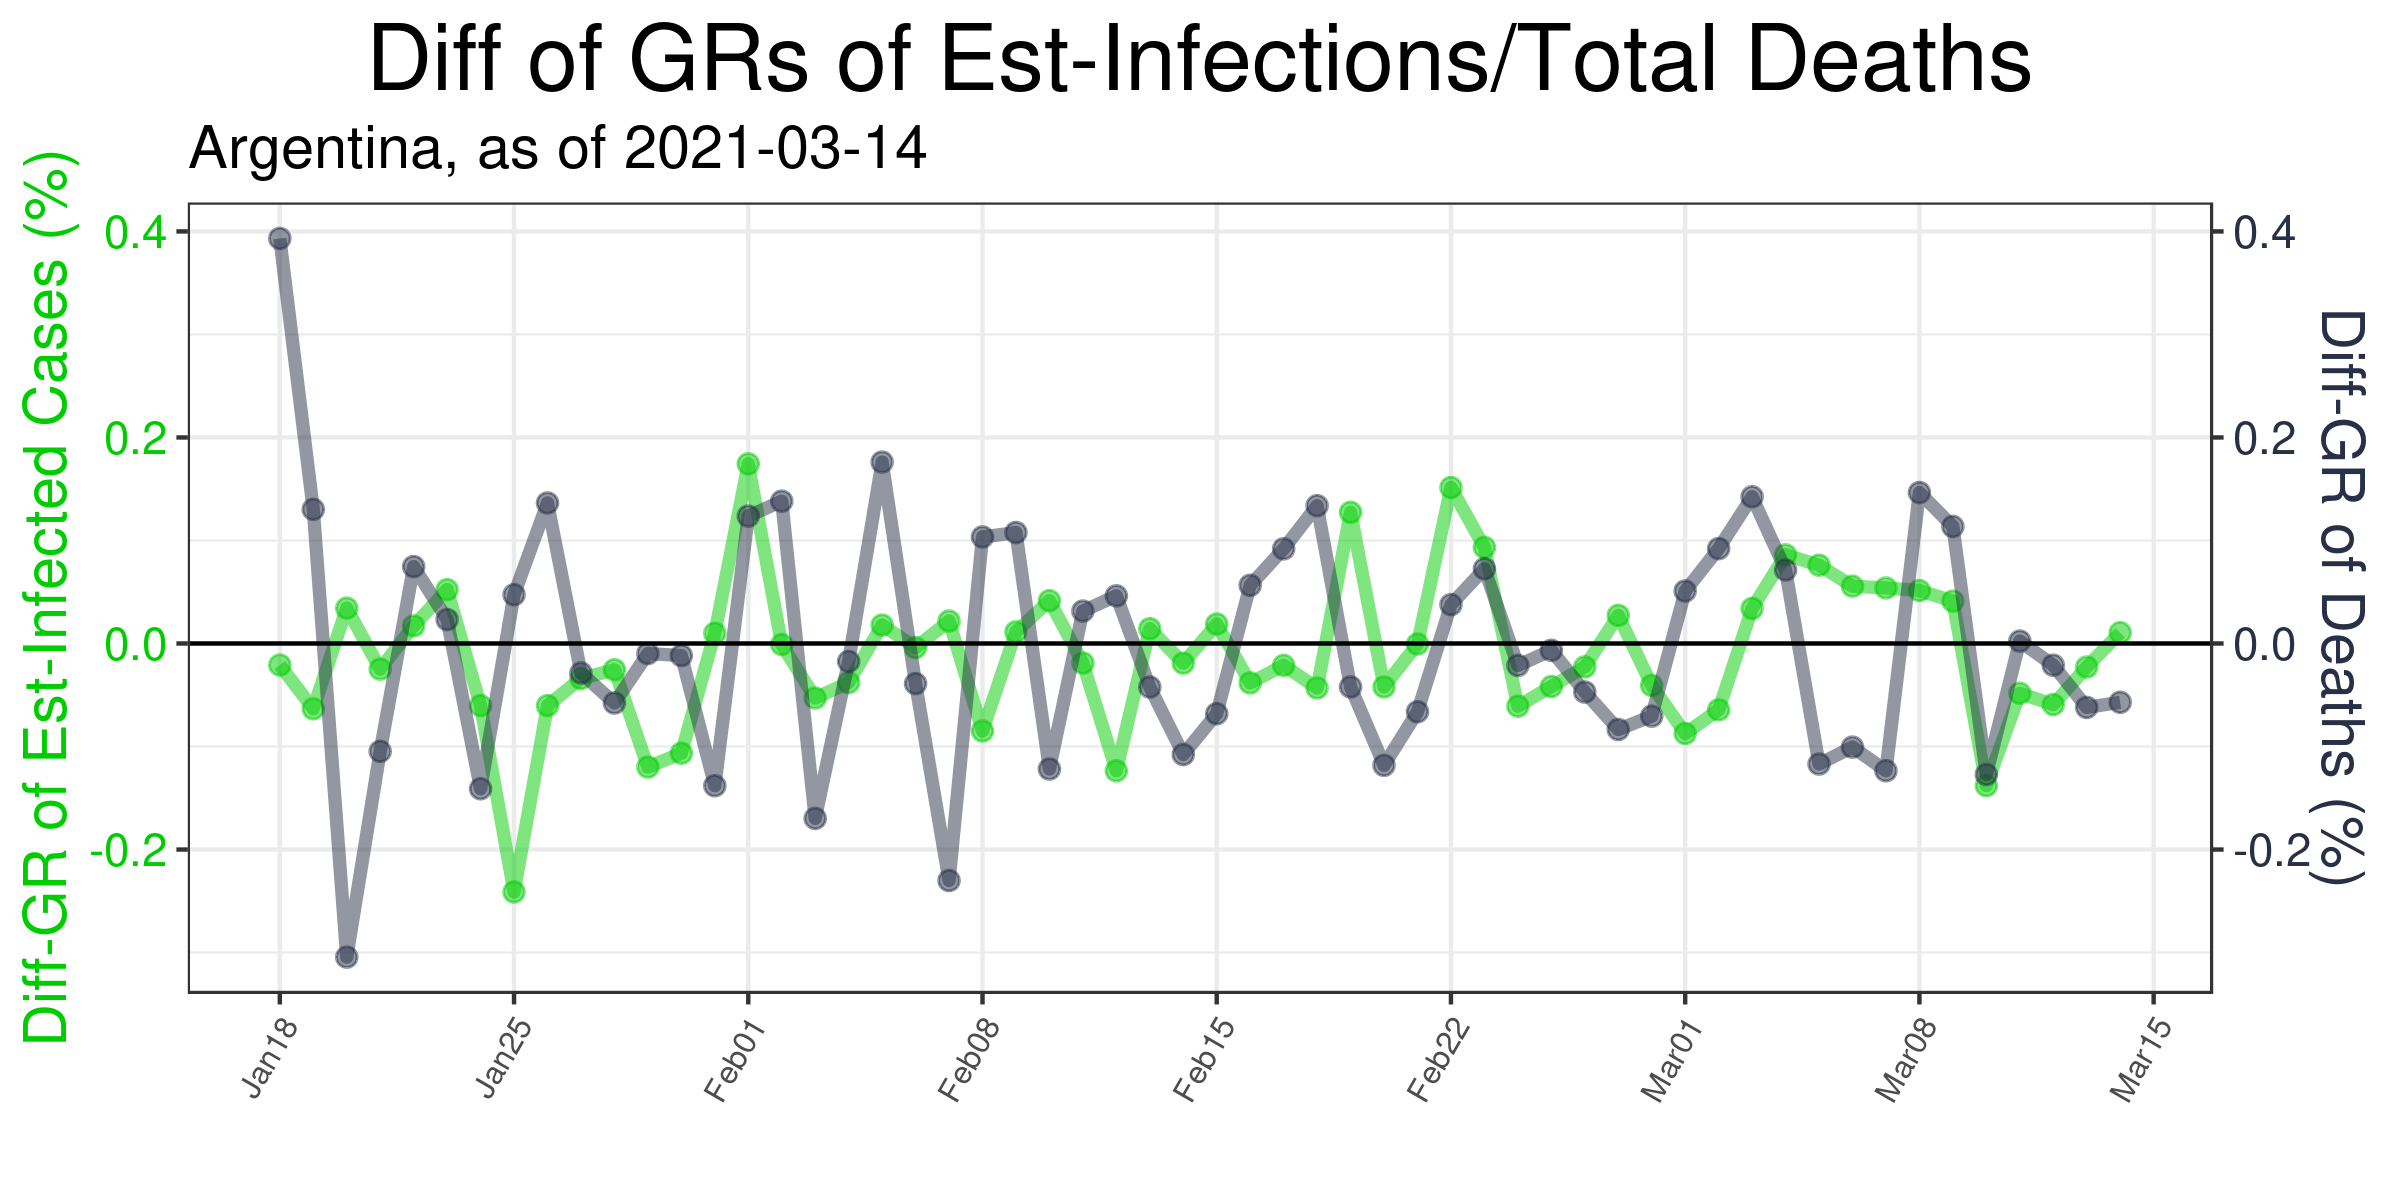 Diff of GRs of Est-Infections/Total Deaths
Argentina, as of 2021-03-14
Diff-GR of Est-Infected Cases (%)
0.4
0.2
0.0
-0.2
0.4
0.2
0.0
-0.2
Diff-GR of Deaths (%)
Jan18
Jan25
Feb01
Feb08
Feb15
Feb22
Mar01
Mar08
Mar15